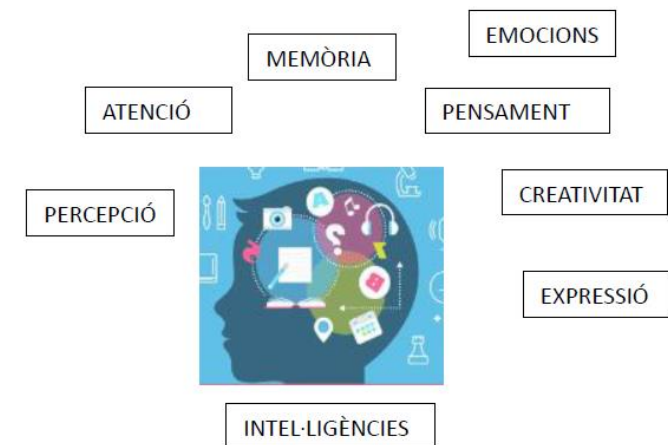 EMOCIONS
MEMÒRIA
ATENCIÓ
PENSAMENT
PERCEPCIÓ
CREATIVITAT
EXPRESSIÓ
INTEL·LIGÈNCIES